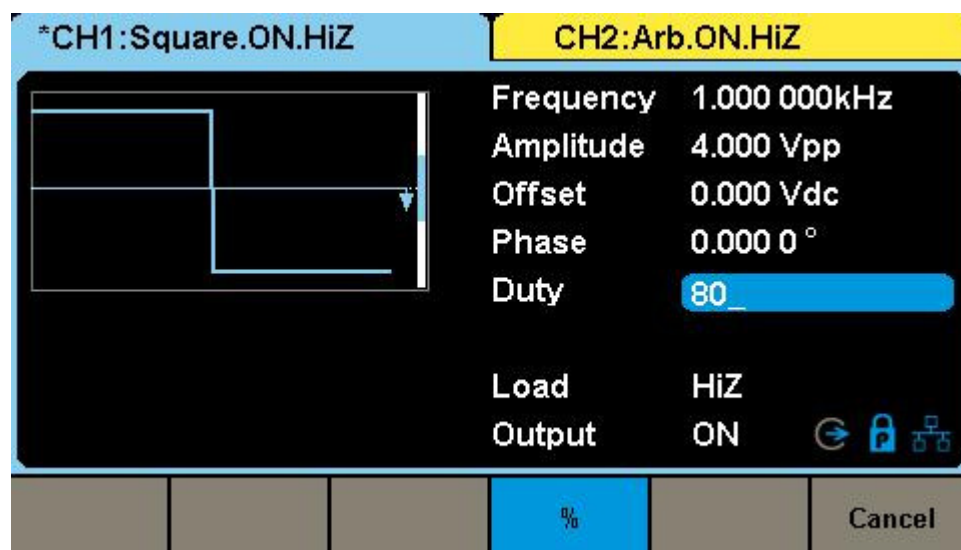 *CH1:Square.ON.HiZ CH2:Arb.ON.HiZ
Frequency 1.000 000kHz
Amplitude 4.000 Vpp
Offset 0.000 Vdc
Phase 0.000 0 °
Duty 80_
Load HiZ
Output ON P
% Cancel